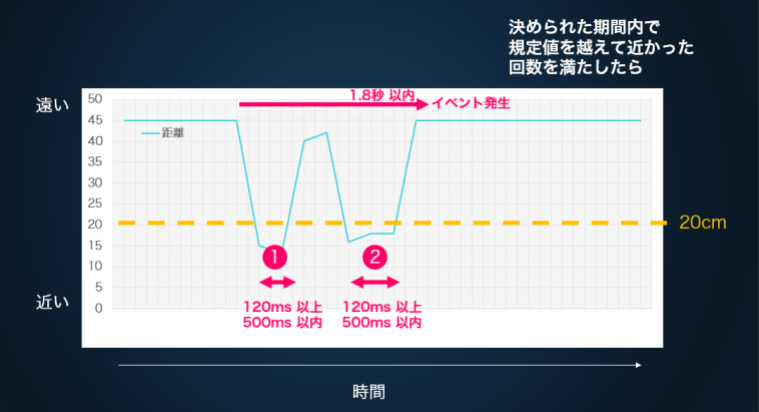 決められた期間内で
規定値を越えて近かった
回数を満たしたら
遠い
1.8秒 以内
イベント発生
距離
50
45
40
35
30
25
20
15
10
5
0
20cm
1
2
近い
120ms 以上
500ms 以内
120ms 以上
500ms 以内
時間